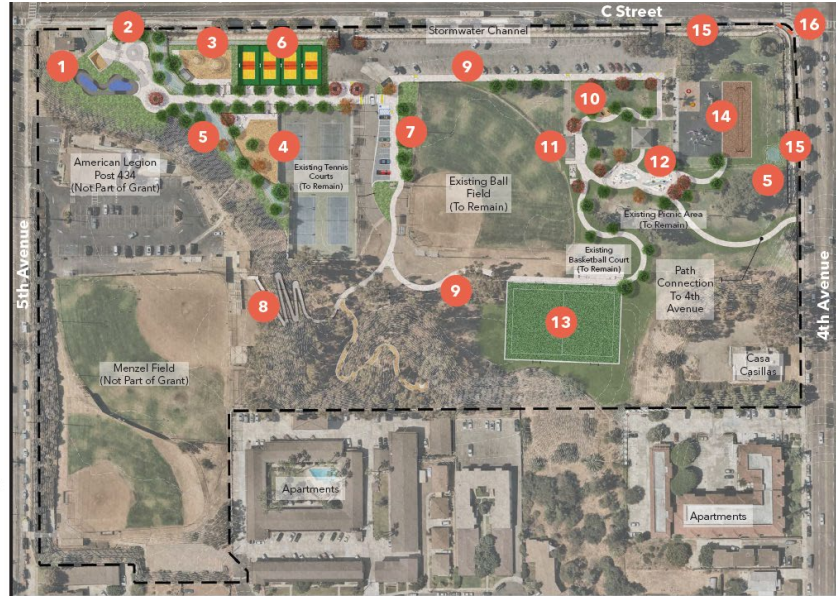 C Street
16
2
15
Stormwater Channel
3
6
1
9
10
14
7
5
4
11
15
American Legion
Post 434
(Not Part of Grant)
Existing Tennis
Courts
(To Remain)
12
5
Existing Ball
Field
(To Remain)
Existing Picnic Area
(To Remain)
5th Avenue
Existing
Basketball Court
(To Remain)
Path
Connection
To 4th
Avenue
4th Avenue
8
9
13
Menzel Field
(Not Part of Grant)
Casa
Casillas
Apartments
Apartments